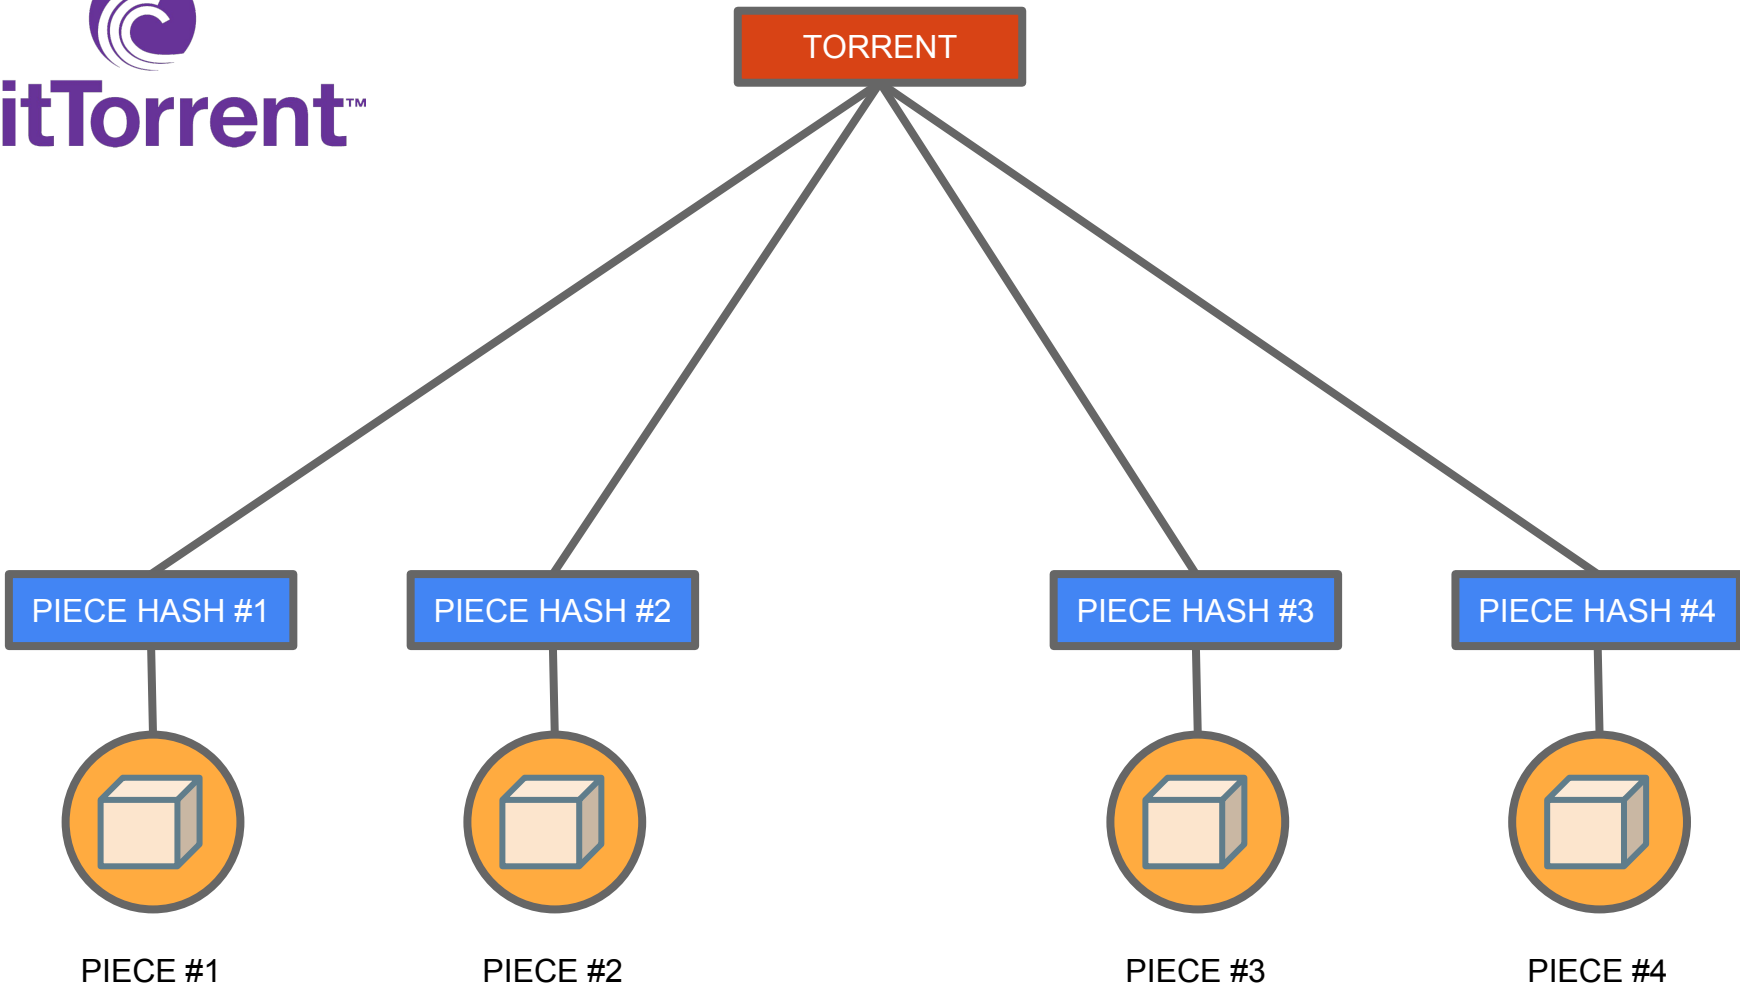 itTorrent™
TORRENT
PIECE HASH #1
PIECE HASH #2
PIECE HASH #3
PIECE HASH #4
PIECE #1
PIECE #2
PIECE #3
PIECE #4